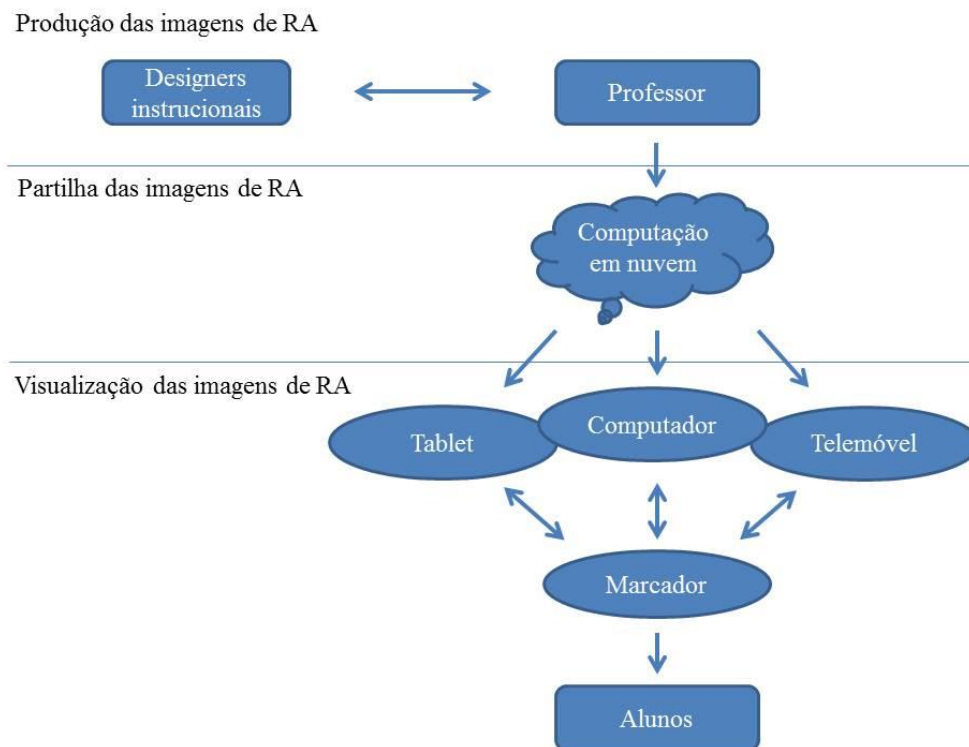 Produção das imagens de RA
Designers
instrucionais
Professor
Partilha das imagens de RA
Computação
em nuvem
Visualização das imagens de RA
Tablet
Computador
Telemóvel
Marcador
Alunos